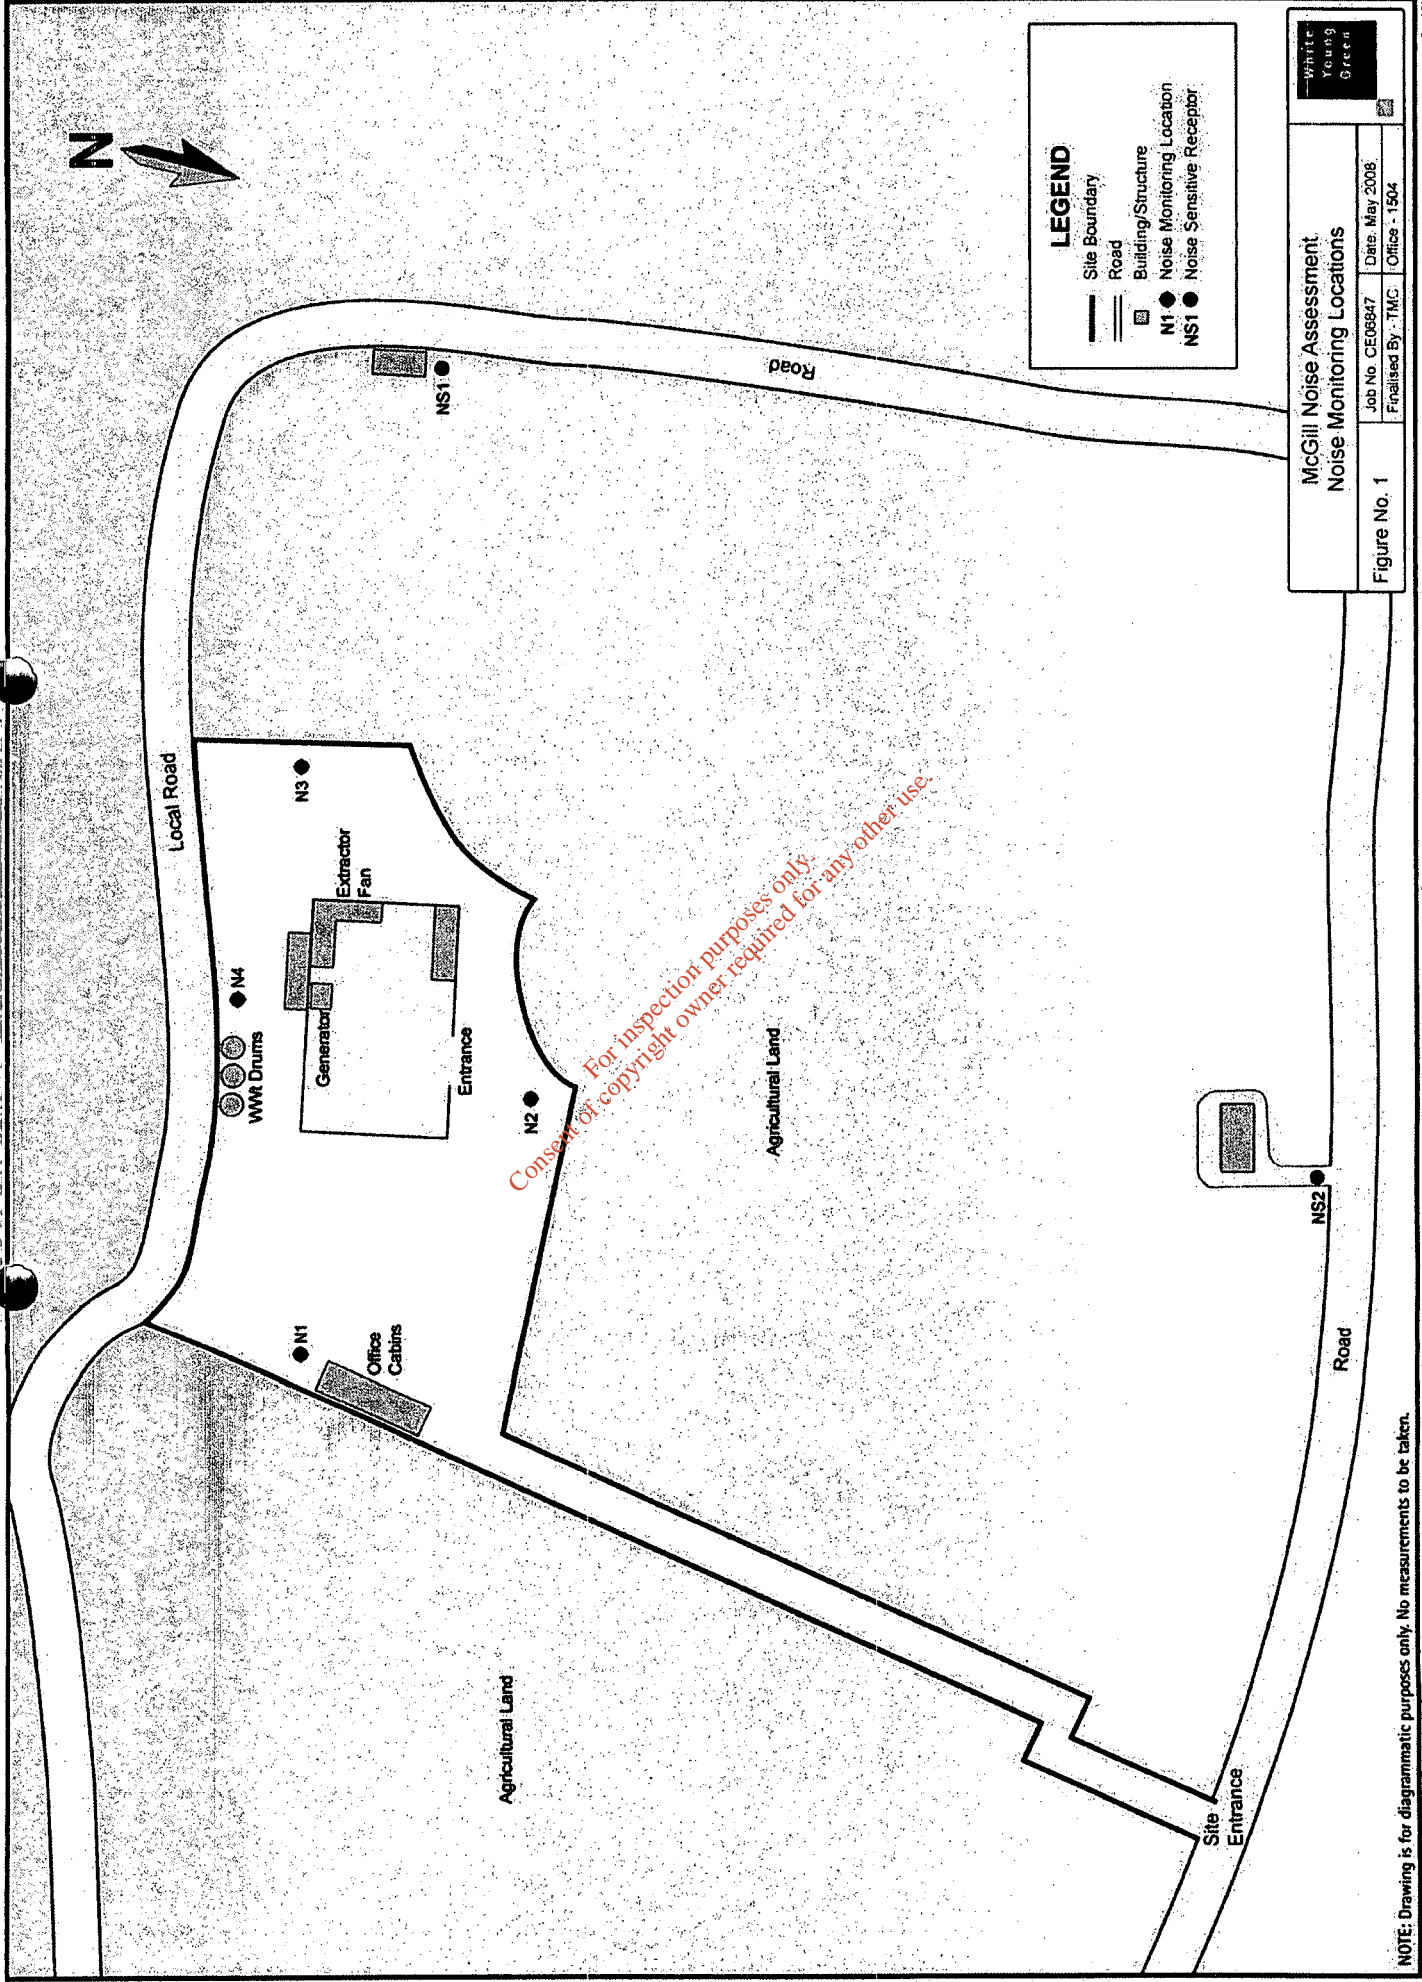 N
Local Road
N3
Extractor
Fan
N4
WWt Drums
Generator
Entrance
N2
N1
Office
Cabins
NS1
Road
Agricultural Land
Agricultural Land
NS2
Road
Site
Entrance
For inspection purposes only.
Consent of copyright owner required for any other use.
LEGEND
Site Boundary
Road
Building/Structure
N1 Noise Monitoring Location
NS1 Noise Sensitive Receptor
White
Young
Green
McGill Noise Assessment
Noise Monitoring Locations
Figure No. 1
Job No. CE06847
Date. May 2008
Finalised By - TMC
Office - 1504
NOTE: Drawing is for diagrammatic purposes only. No measurements to be taken.